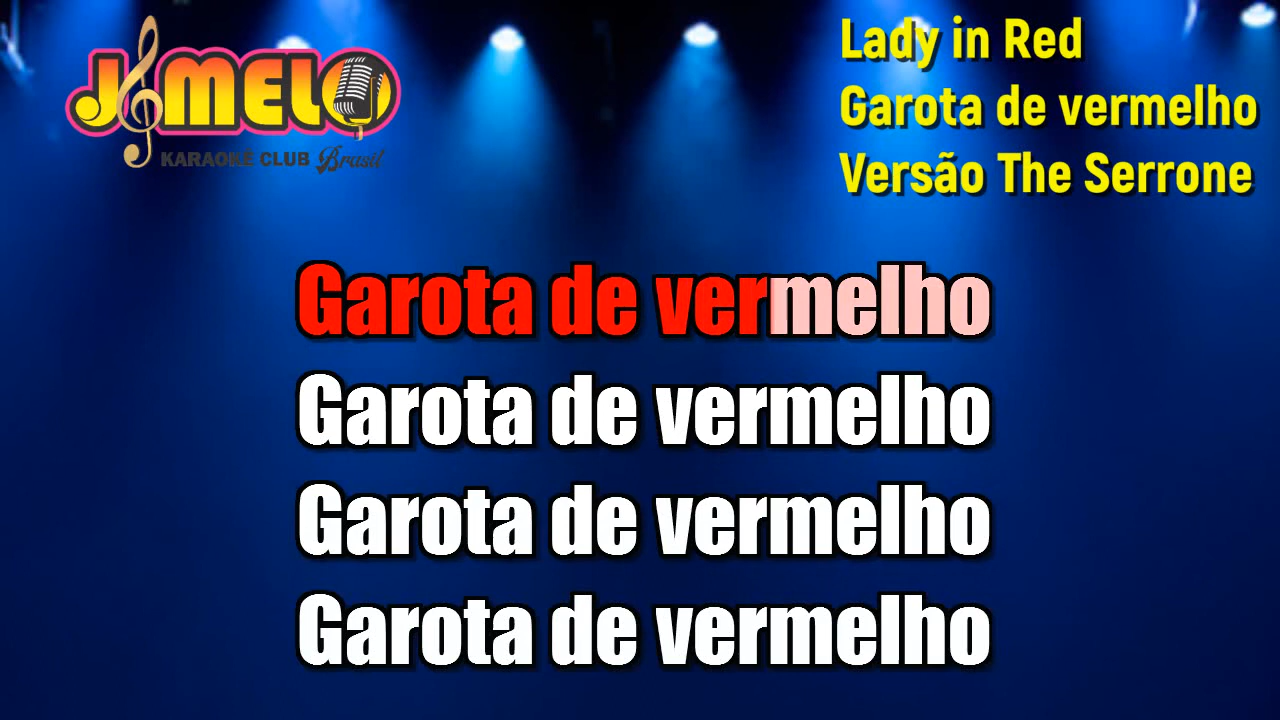 J MELO
KARAOKÊ CLUB Brasil
Lady in Red
Garota de vermelho
Versão The Serrone
Garota de vermelho
Garota de vermelho
Garota de vermelho
Garota de vermelho